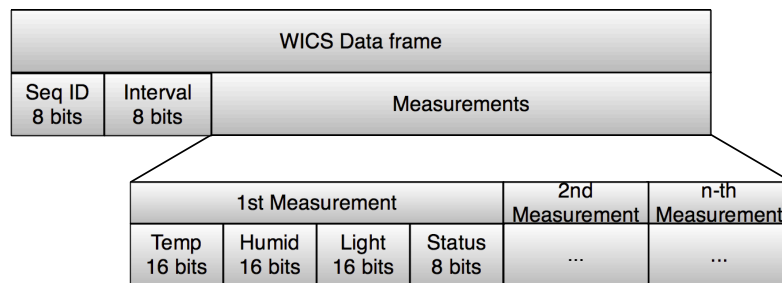 WICS Data frame
Seq ID
8 bits
Interval
8 bits
Measurements
1st Measurement
2nd
Measurement
n-th
Measurement
Temp
16 bits
Humid
16 bits
Light
16 bits
Status
8 bits
...
...